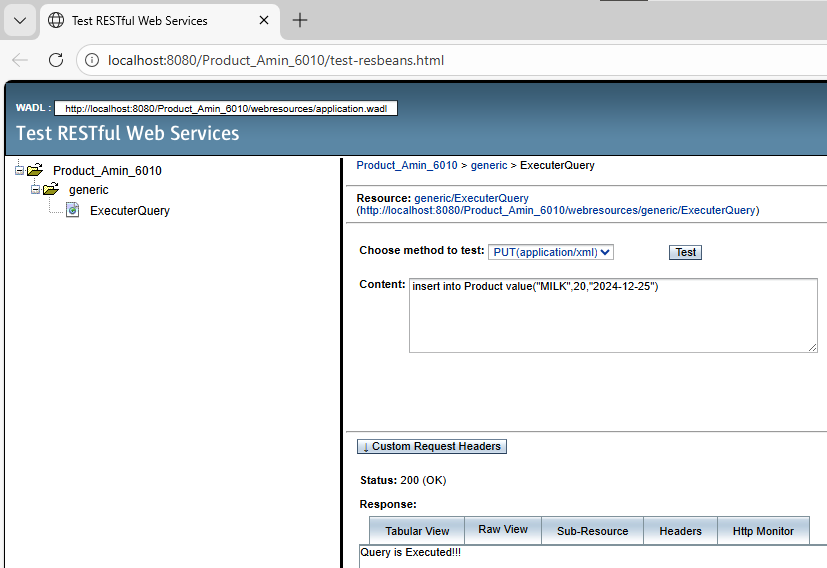 Test RESTful Web Services
localhost:8080/Product_Amin_6010/test-resbeans.html
WADL : http://localhost:8080/Product_Amin_6010/webresources/application.wadl
Test RESTful Web Services
Product_Amin_6010
generic
ExecuterQuery
Product_Amin_6010 > generic > ExecuterQuery
Resource: generic/ExecuterQuery
(http://localhost:8080/Product_Amin_6010/webresources/generic/ExecuterQuery)
Choose method to test: PUT(application/xml) Test
Content: insert into Product value("MILK",20,"2024-12-25")
↓ Custom Request Headers
Status: 200 (OK)
Response:
Tabular View Raw View Sub-Resource Headers Http Monitor
Query is Executed!!!